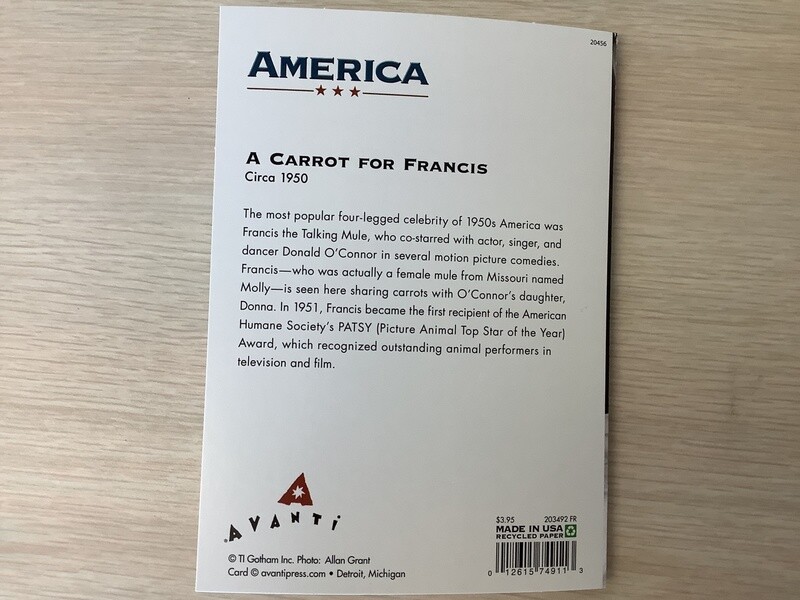 20456
AMERICA
A CARROT FOR FRANCIS
Circa 1950
The most popular four-legged celebrity of 1950s America was
Francis the Talking Mule, who co-starred with actor, singer, and
dancer Donald O'Connor in several motion picture comedies.
Francis—who was actually a female mule from Missouri named
Molly—is seen here sharing carrots with O'Connor's daughter,
Donna. In 1951, Francis became the first recipient of the American
Humane Society's PATSY (Picture Animal Top Star of the Year)
Award, which recognized outstanding animal performers in
television and film.
AVANTI
© TI Gotham Inc. Photo: Allan Grant
Card © avantipress.com • Detroit, Michigan
$3.95 203492 FR
MADE IN USA
RECYCLED PAPER
0 12615 74911 3